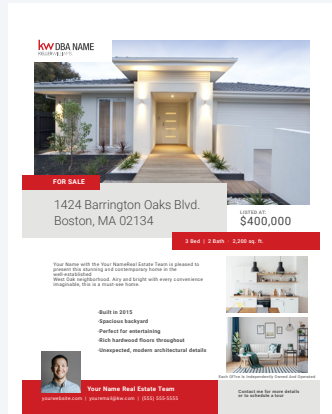 kw DBA NAME
KELLERWILLIAMS
FOR SALE
1424 Barrington Oaks Blvd.
Boston, MA 02134
LISTED AT:
$400,000
3 Bed | 2 Bath · 2,200 sq. ft.
Your Name with the Your NameReal Estate Team is pleased to
present this stunning and contemporary home in the
well-established
West Oak neighborhood. Airy and bright with every convenience
imaginable, this is a must-see home.
·Built in 2015
·Spacious backyard
·Perfect for entertaining
·Rich hardwood floors throughout
·Unexpected, modern architectural details
Each Office is Independently Owned And Operated
Your Name Real Estate Team
yourwebsite.com | youremail@kw.com | (555) 555-5555
Contact me for more details
or to schedule a tour